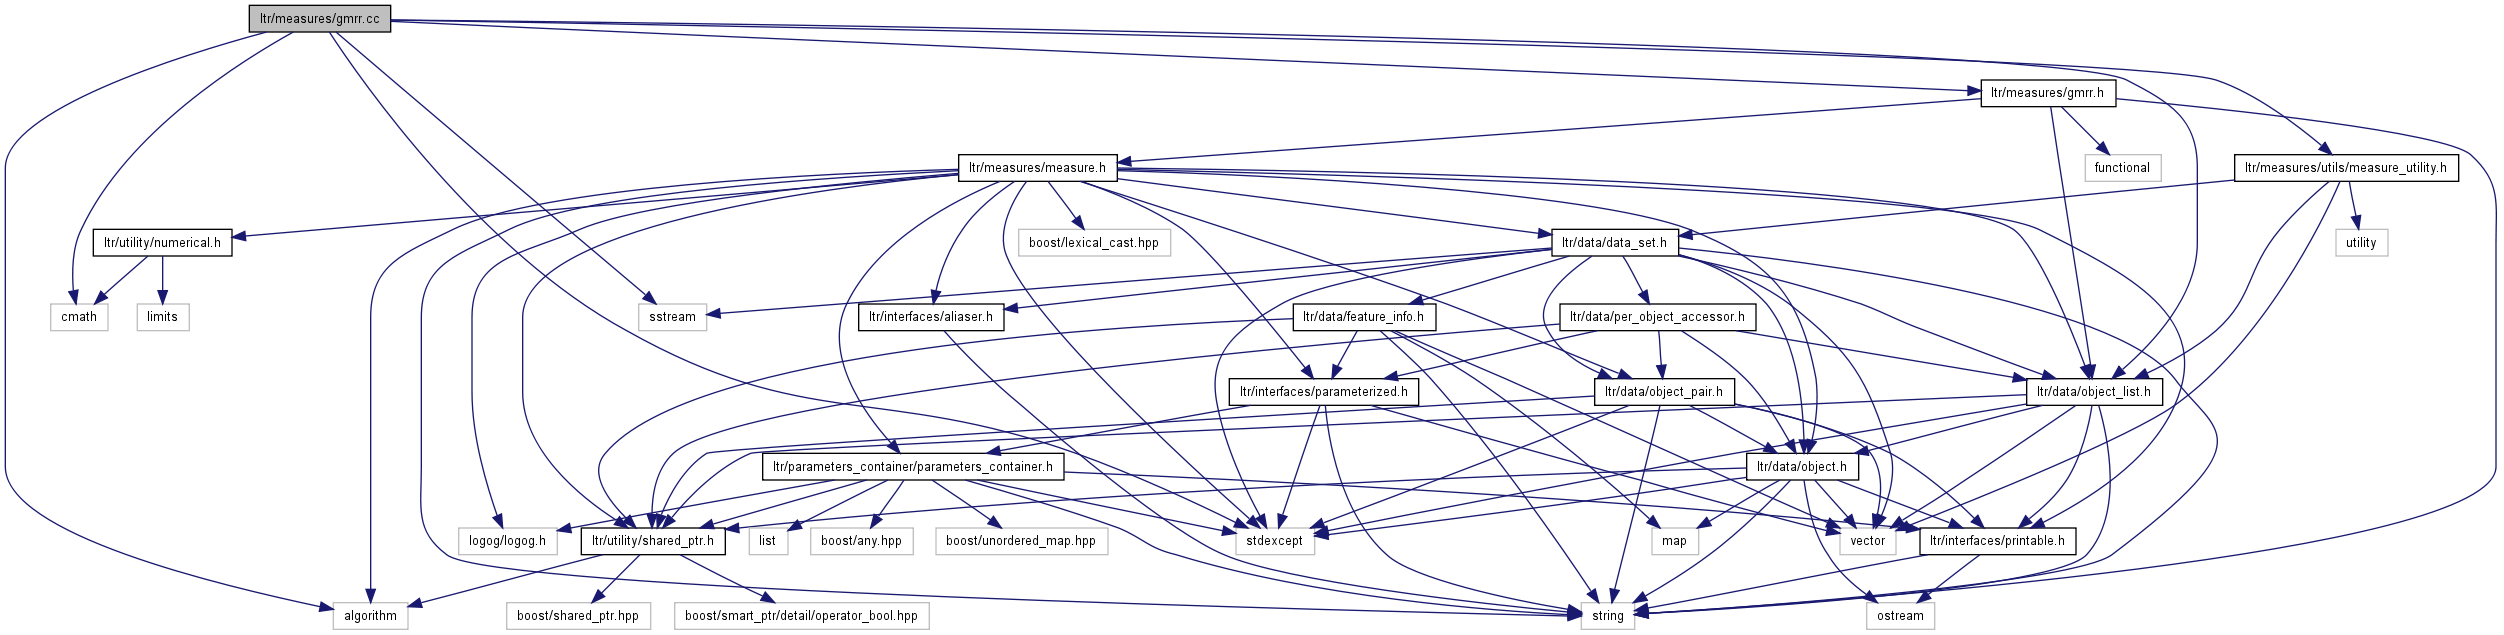 ltr/measures/gmrr.cc
ltr/measures/gmrr.h
ltr/measures/measure.h
functional
ltr/measures/utils/measure_utility.h
ltr/utility/numerical.h
boost/lexical_cast.hpp
ltr/data/data_set.h
utility
cmath
limits
sstream
ltr/interfaces/aliaser.h
ltr/data/feature_info.h
ltr/data/per_object_accessor.h
ltr/interfaces/parameterized.h
ltr/data/object_pair.h
ltr/data/object_list.h
ltr/parameters_container/parameters_container.h
ltr/data/object.h
logog/logog.h
ltr/utility/shared_ptr.h
list
boost/any.hpp
boost/unordered_map.hpp
stdexcept
map
vector
ltr/interfaces/printable.h
algorithm
boost/shared_ptr.hpp
boost/smart_ptr/detail/operator_bool.hpp
string
ostream